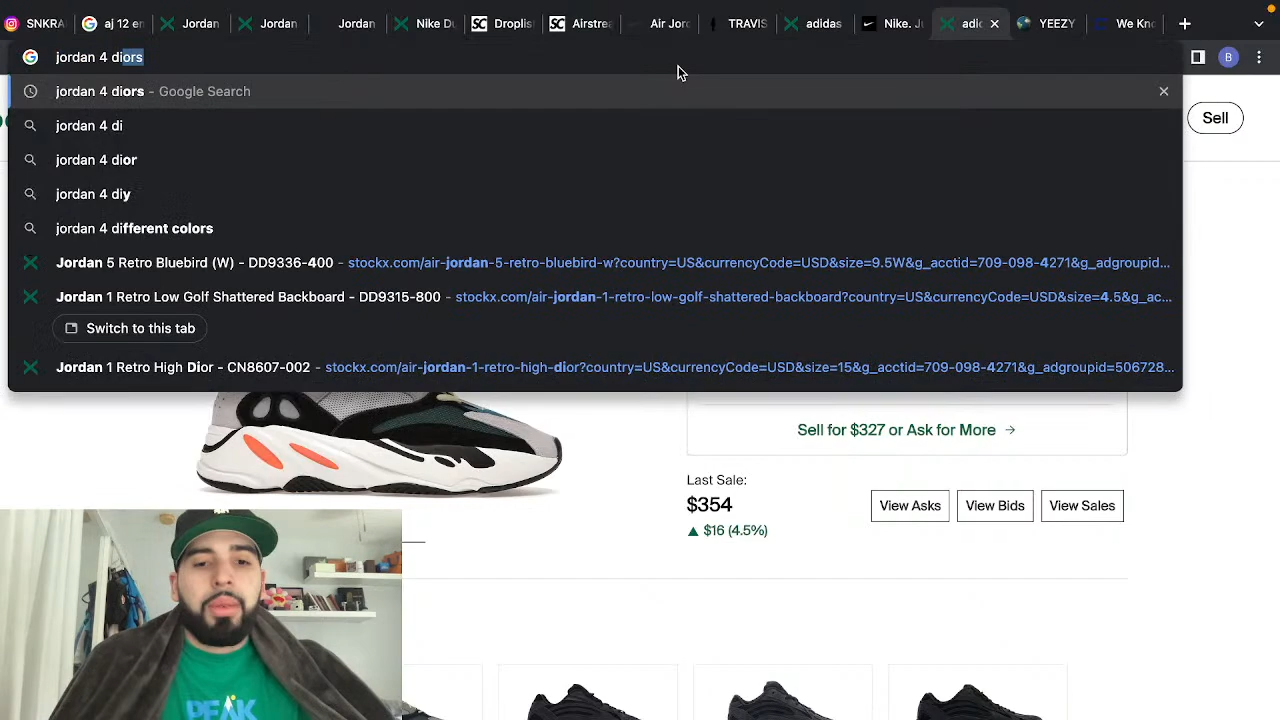 SNKRA
aj 12 en
Jordan
Jordan
Jordan
Nike Du
SC
Droplis
SC
Airstrea
Air Jor
TRAVIS
adidas
Nike. J
adi
YEEZY
We Kno
jordan 4 diors
B
jordan 4 diors - Google Search
jordan 4 di
jordan 4 dior
jordan 4 diy
jordan 4 different colors
Jordan 5 Retro Bluebird (W) - DD9336-400 - stockx.com/air-jordan-5-retro-bluebird-w?country=US&currencyCode=USD&size=9.5W&g_acctid=709-098-4271&g_adgroupid...
Jordan 1 Retro Low Golf Shattered Backboard - DD9315-800 - stockx.com/air-jordan-1-retro-low-golf-shattered-backboard?country=US&currencyCode=USD&size=4.5&g_ac...
Switch to this tab
Jordan 1 Retro High Dior - CN8607-002 - stockx.com/air-jordan-1-retro-high-dior?country=US&currencyCode=USD&size=15&g_acctid=709-098-4271&g_adgroupid=506728...
Sell
Sell for $327 or Ask for More →
Last Sale:
$354
▲ $16 (4.5%)
View Asks
View Bids
View Sales
PEAK